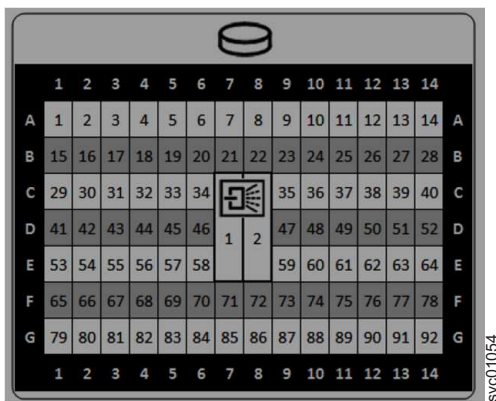 1 2 3 4 5 6 7 8 9 10 11 12 13 14
A 1 2 3 4 5 6 7 8 9 10 11 12 13 14 A
B 15 16 17 18 19 20 21 22 23 24 25 26 27 28 B
C 29 30 31 32 33 34 35 36 37 38 39 40 C
D 41 42 43 44 45 46 1 2 47 48 49 50 51 52 D
E 53 54 55 56 57 58 59 60 61 62 63 64 E
F 65 66 67 68 69 70 71 72 73 74 75 76 77 78 F
G 79 80 81 82 83 84 85 86 87 88 89 90 91 92 G
1 2 3 4 5 6 7 8 9 10 11 12 13 14
svc01054